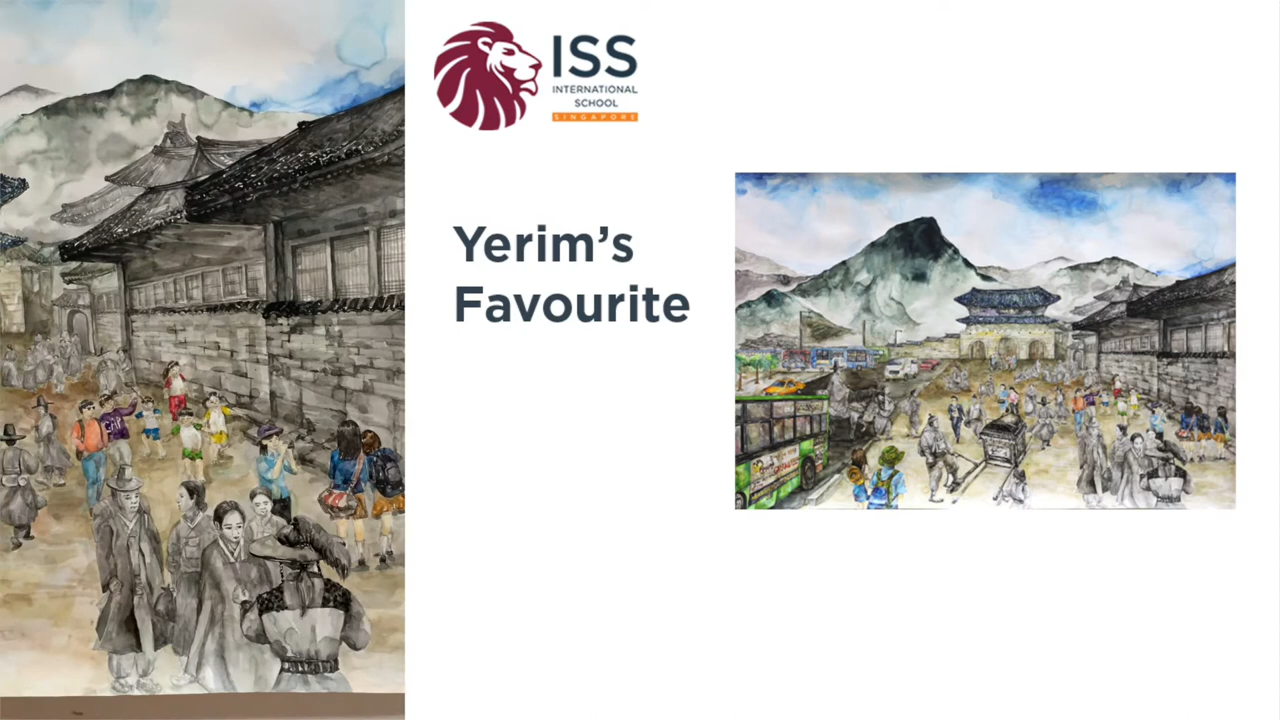 ISS
INTERNATIONAL
SCHOOL
SINGAPORE
Yerim’s
Favourite